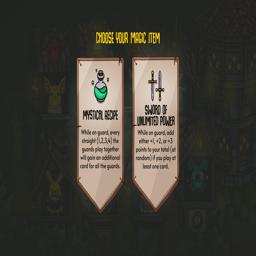 CHOOSE YOUR MAGIC ITEM
MYSTICAL RECIPE
While on guard, every
straight (1,2,3,4) the
guards play together
will gain an additional
card for all the guards.
SWORD OF
UNLIMITED POWER
While on guard, add
either +1, +2, or +3
points to your total (at
random) if you play at
least one card.